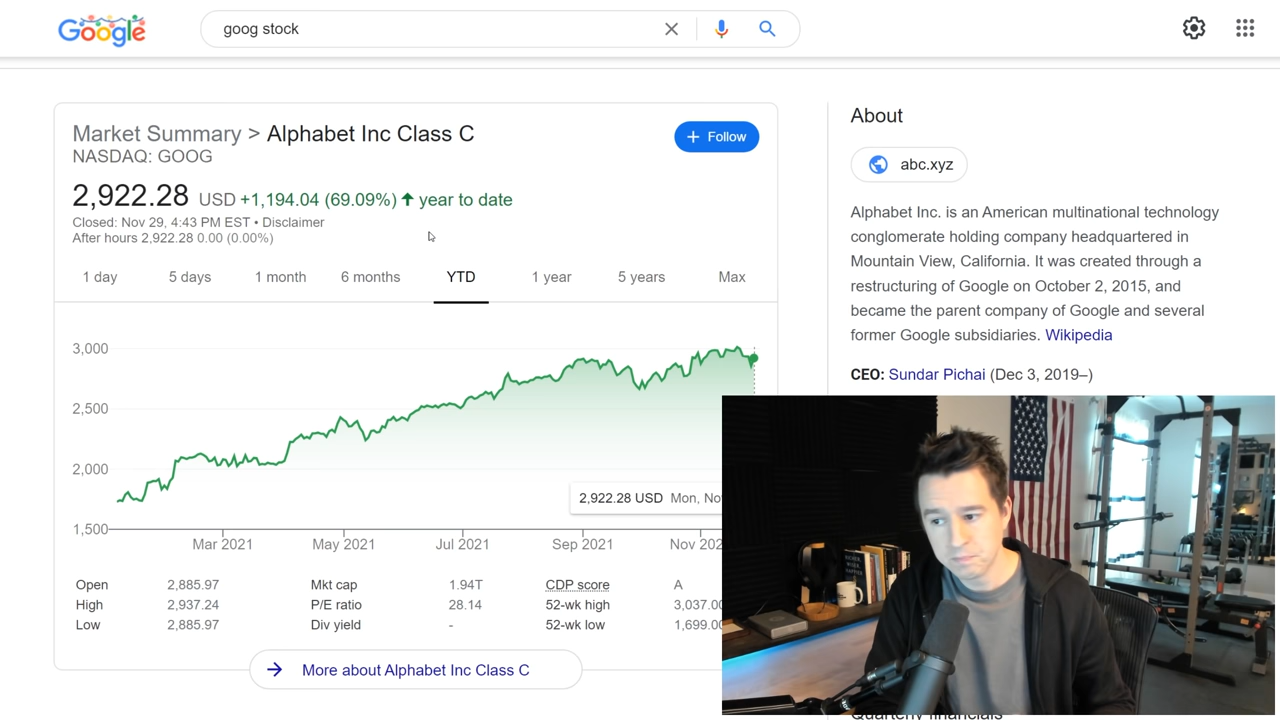 Google
goog stock
Market Summary > Alphabet Inc Class C
NASDAQ: GOOG
+ Follow
2,922.28 USD +1,194.04 (69.09%) year to date
Closed: Nov 29, 4:43 PM EST • Disclaimer
After hours 2,922.28 0.00 (0.00%)
1 day 5 days 1 month 6 months YTD 1 year 5 years Max
3,000
2,500
2,000
1,500
2,922.28 USD Mon, No
Mar 2021 May 2021 Jul 2021 Sep 2021 Nov 202
Open 2,885.97 Mkt cap 1.94T CDP score A
High 2,937.24 P/E ratio 28.14 52-wk high 3,037.00
Low 2,885.97 Div yield - 52-wk low 1,699.00
More about Alphabet Inc Class C
About
abc.xyz
Alphabet Inc. is an American multinational technology
conglomerate holding company headquartered in
Mountain View, California. It was created through a
restructuring of Google on October 2, 2015, and
became the parent company of Google and several
former Google subsidiaries. Wikipedia
CEO: Sundar Pichai (Dec 3, 2019–)
Quarterly financials